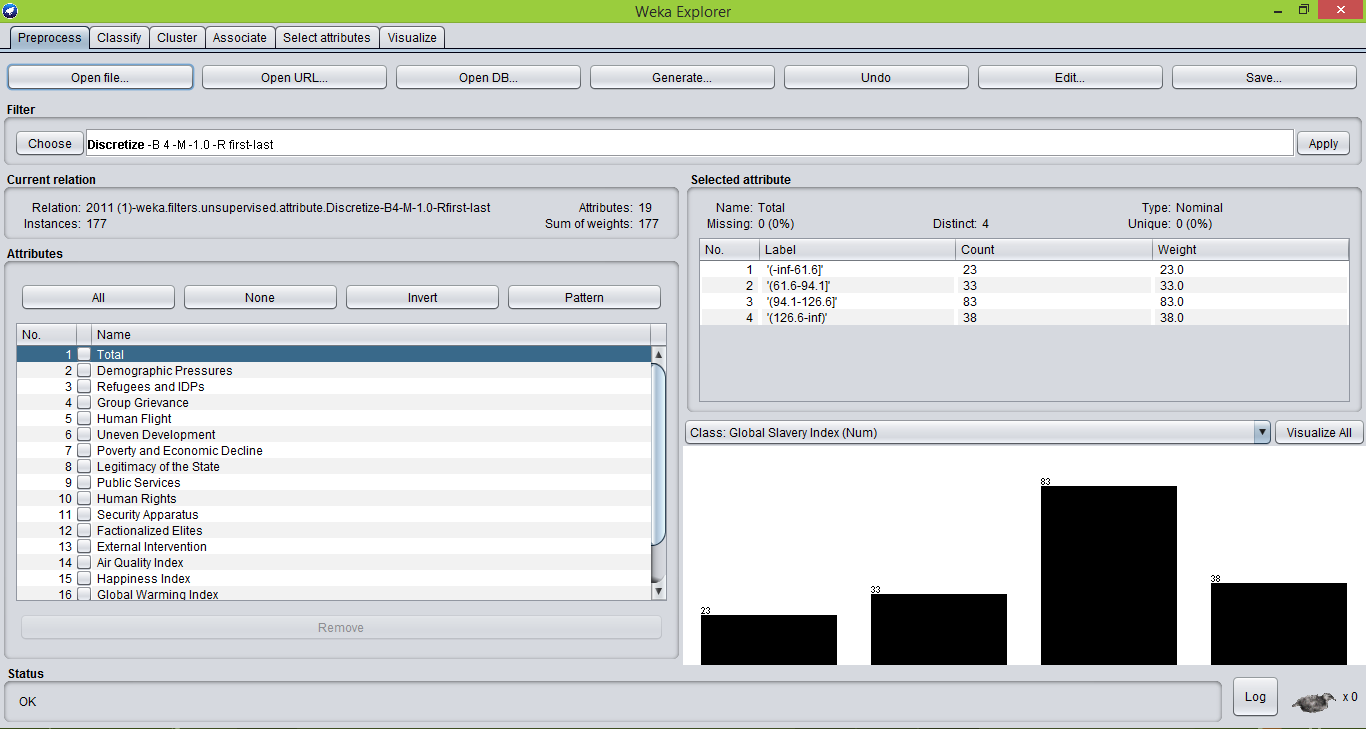 Weka Explorer
Preprocess Classify Cluster Associate Select attributes Visualize
Open file... Open URL... Open DB... Generate... Undo Edit... Save...
Filter
Choose Discretize -B 4 -M -1.0 -R first-last Apply
Current relation
Relation: 2011 (1)-weka.filters.unsupervised.attribute.Discretize-B4-M-1.0-Rfirst-last Attributes: 19
Instances: 177 Sum of weights: 177
Attributes
All None Invert Pattern
No. Name
1 Total
2 Demographic Pressures
3 Refugees and IDPs
4 Group Grievance
5 Human Flight
6 Uneven Development
7 Poverty and Economic Decline
8 Legitimacy of the State
9 Public Services
10 Human Rights
11 Security Apparatus
12 Factionalized Elites
13 External Intervention
14 Air Quality Index
15 Happiness Index
16 Global Warming Index
Remove
Selected attribute
Name: Total Type: Nominal
Missing: 0 (0%) Distinct: 4 Unique: 0 (0%)
No. Label Count Weight
1 '(-inf-61.6]' 23 23.0
2 '(61.6-94.1]' 33 33.0
3 '(94.1-126.6]' 83 83.0
4 '(126.6-inf)' 38 38.0
Class: Global Slavery Index (Num) Visualize All
23
33
83
38
Status
OK
Log x 0